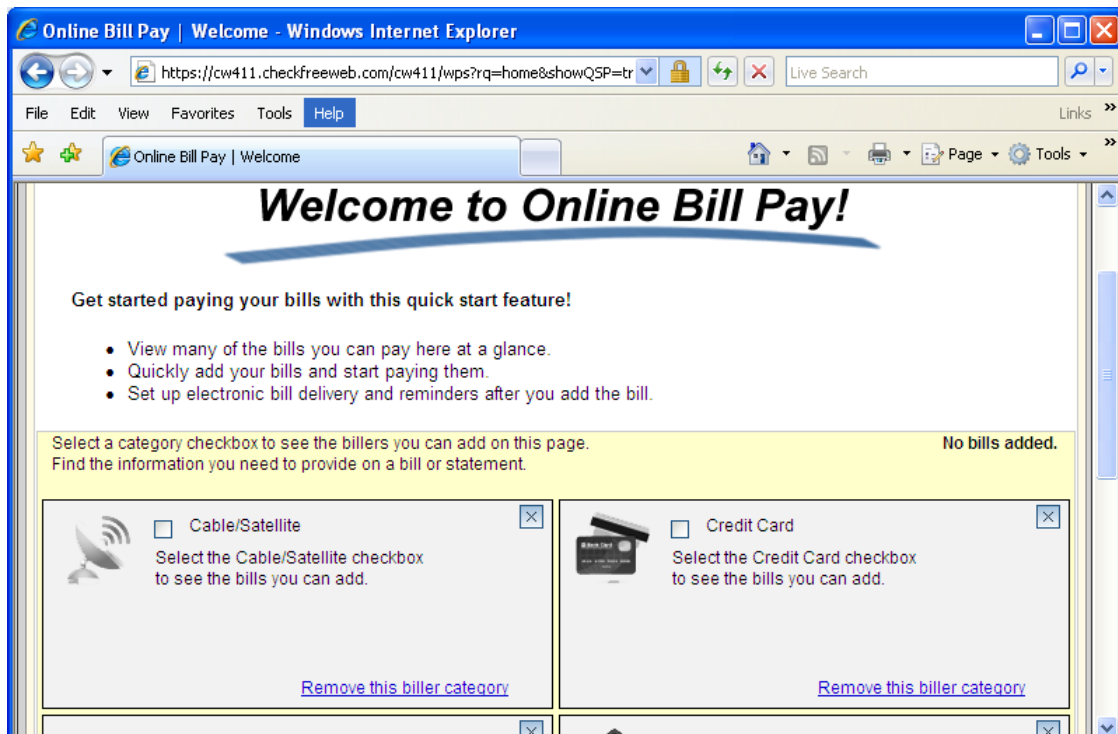 Online Bill Pay | Welcome - Windows Internet Explorer
https://cw411.checkfreeweb.com/cw411/wps?rq=home&showQSP=tr
Live Search
File Edit View Favorites Tools Help
Links »
Online Bill Pay | Welcome
Page
Tools
»
Welcome to Online Bill Pay!
Get started paying your bills with this quick start feature!
• View many of the bills you can pay here at a glance.
• Quickly add your bills and start paying them.
• Set up electronic bill delivery and reminders after you add the bill.
Select a category checkbox to see the billers you can add on this page.
No bills added.
Find the information you need to provide on a bill or statement.
Cable/Satellite
Select the Cable/Satellite checkbox
to see the bills you can add.
Remove this biller category
Credit Card
Select the Credit Card checkbox
to see the bills you can add.
Remove this biller category